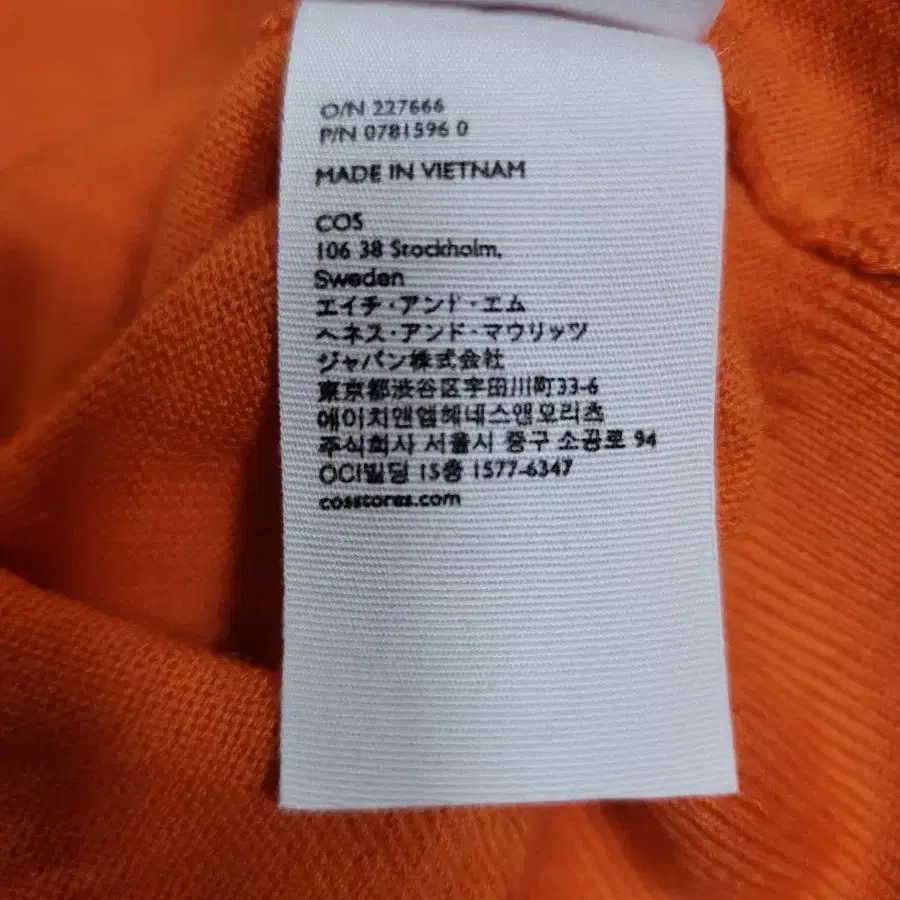 O/N 227666
P/N 0781596 0
MADE IN VIETNAM
COS
106 38 Stockholm,
Sweden
エイチ・アンド・エム
ヘネス・アンド・マウリッツ
ジャパン株式会社
東京都渋谷区宇田川町33-6
에이치앤엠헤네스앤모리츠
주식회사 서울시 중구 소공로 94
OCI빌딩 15층 1577-6347
cosstores.com